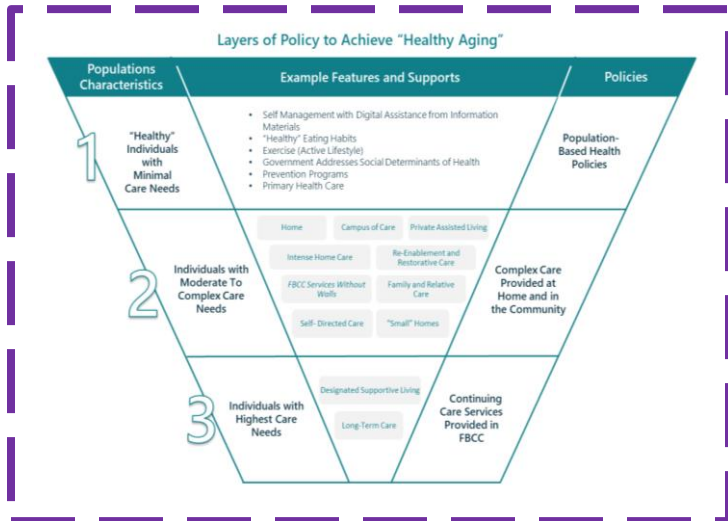 Layers of Policy to Achieve “Healthy Aging”
Populations
Characteristics
Example Features and Supports
Policies
1
“Healthy”
Individuals
with
Minimal
Care Needs
• Self Management with Digital Assistance from Information
Materials
• “Healthy” Eating Habits
• Exercise (Active Lifestyle)
• Government Addresses Social Determinants of Health
• Prevention Programs
• Primary Health Care
Population-
Based Health
Policies
2
Individuals with
Moderate To
Complex Care
Needs
Home
Campus of Care
Private Assisted Living
Intense Home Care
Re-Enablement and
Restorative Care
FBCC Services Without
Walls
Family and Relative
Care
Self- Directed Care
“Small” Homes
Complex Care
Provided at
Home and in
the Community
3
Individuals with
Highest Care
Needs
Designated Supportive Living
Long-Term Care
Continuing
Care Services
Provided in
FBCC